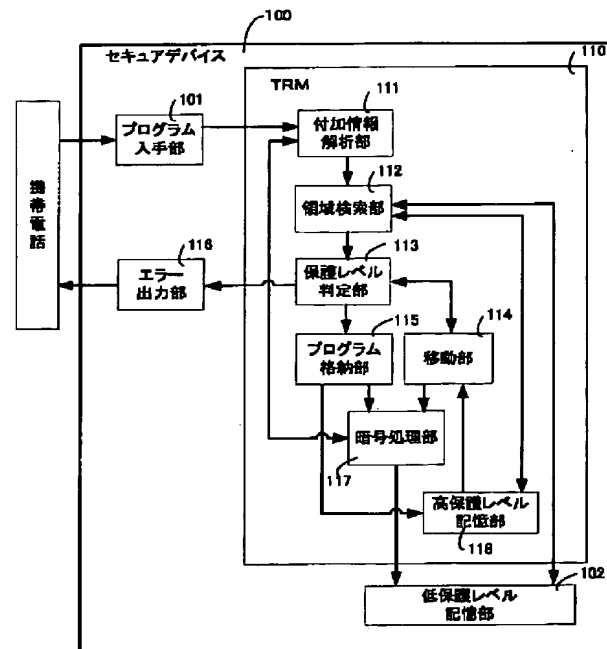 100
セキュアデバイス
110
TRM
101
プログラム
入手部
111
付加情報
解析部
112
領域検索部
携帯電話
116
エラー
出力部
113
保護レベル
判定部
115
プログラム
格納部
114
移動部
暗号処理部
117
高保護レベル
記憶部
118
102
低保護レベル
記憶部